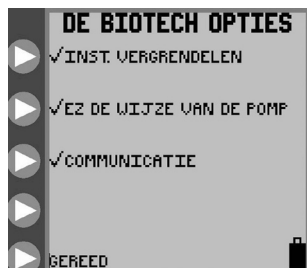 DE BIOTECH OPTIES
√INST. VERGRENDELEN
√EZ DE WIJZE VAN DE POMP
√COMMUNICATIE
GEREED